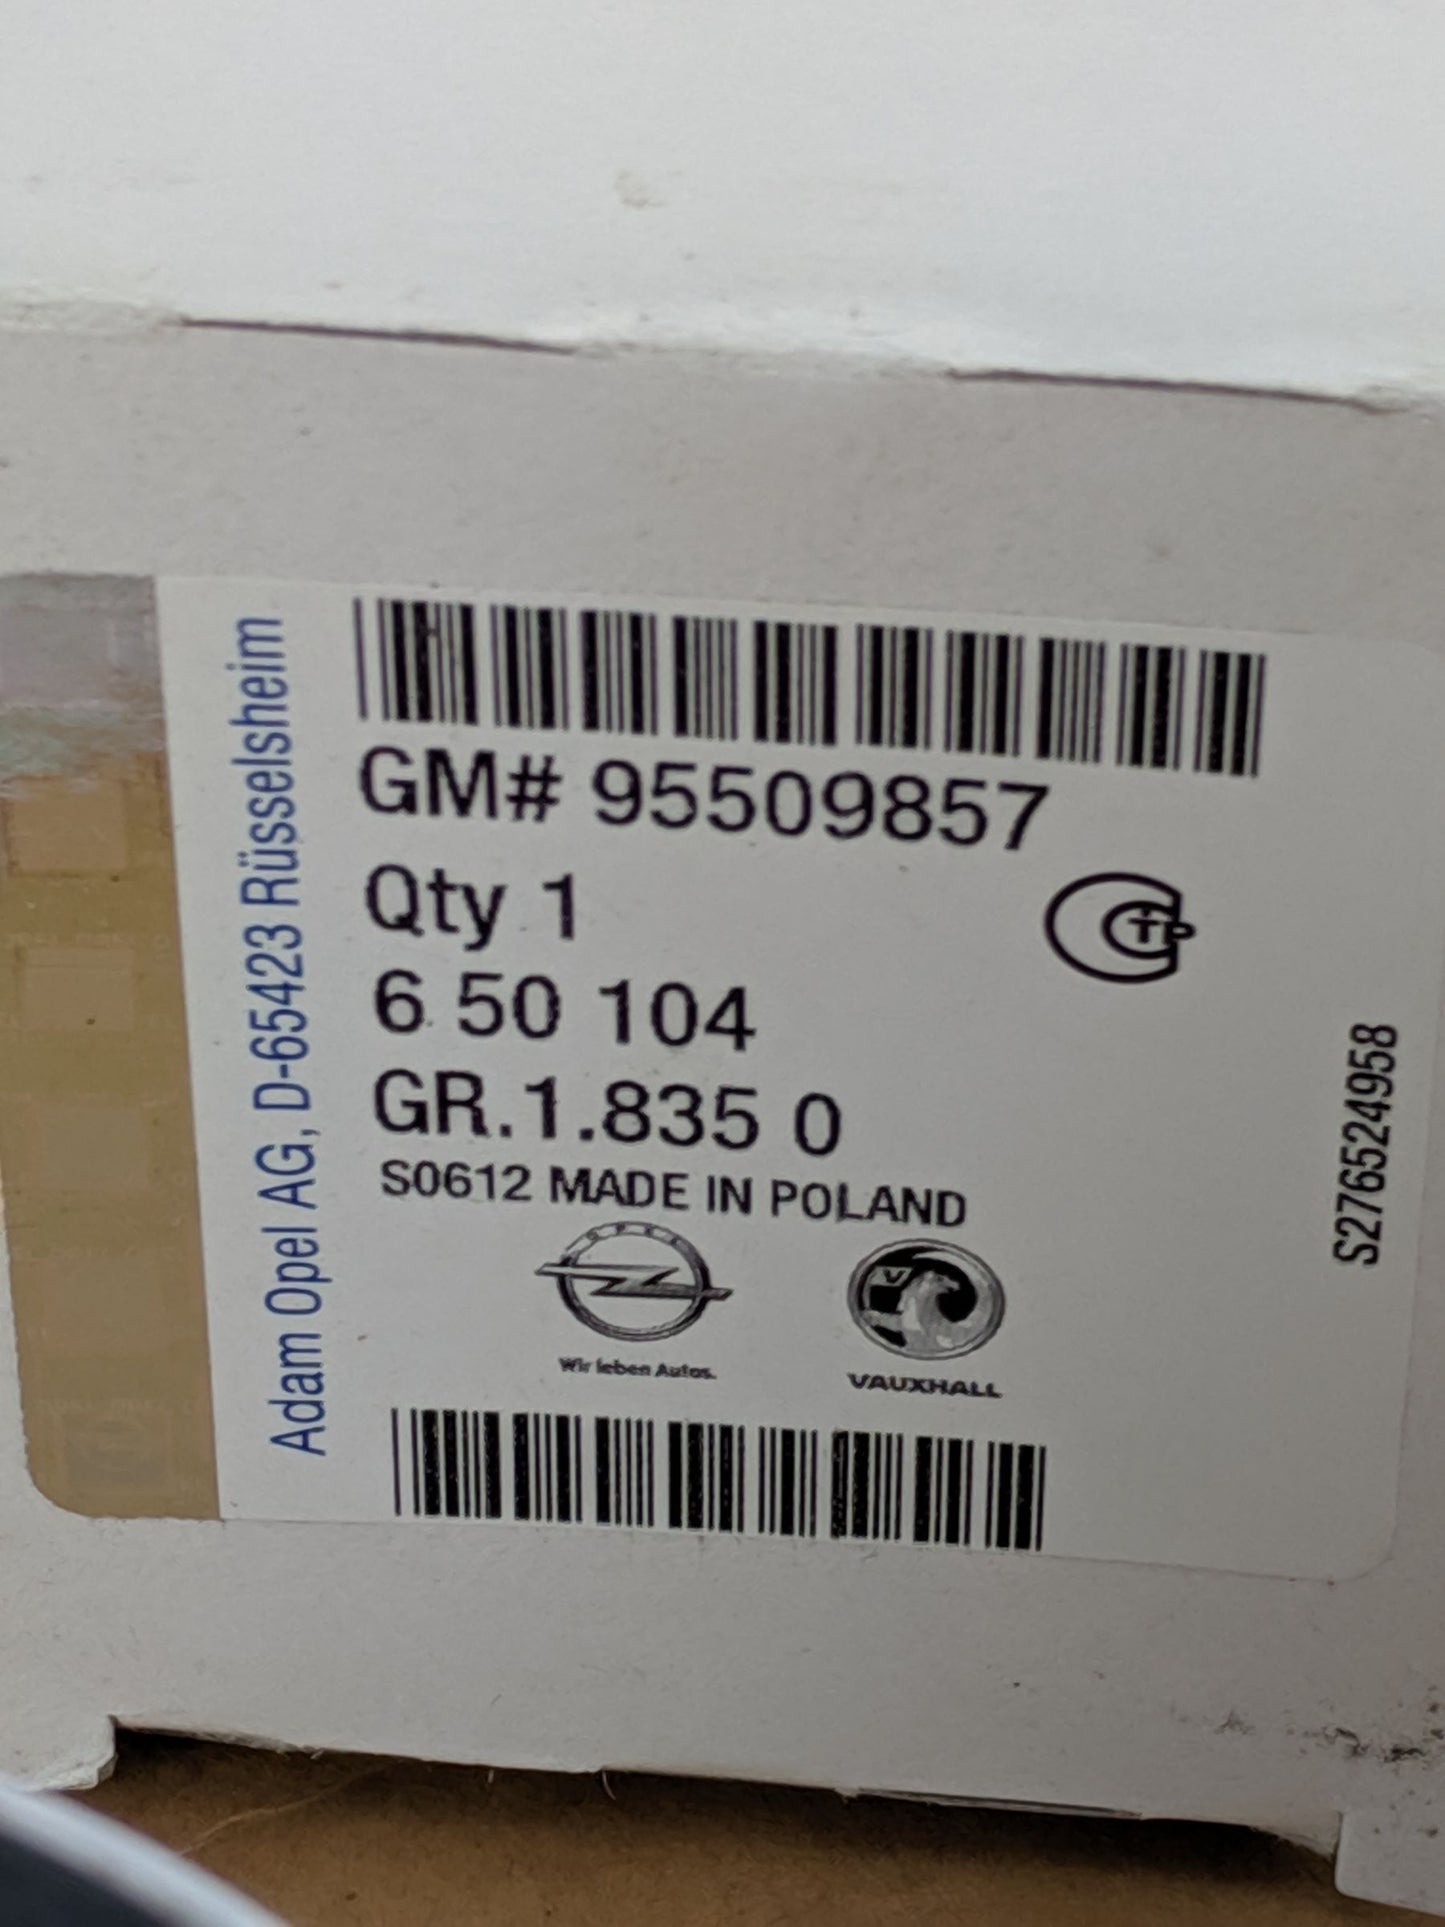 Adam Opel AG, D-65423 Rüsselsheim
GM# 95509857
Qty 1
6 50 104
GR.1.835 0
S0612 MADE IN POLAND
OPEL
Wir leben Autos.
V
VAUXHALL
S276524958